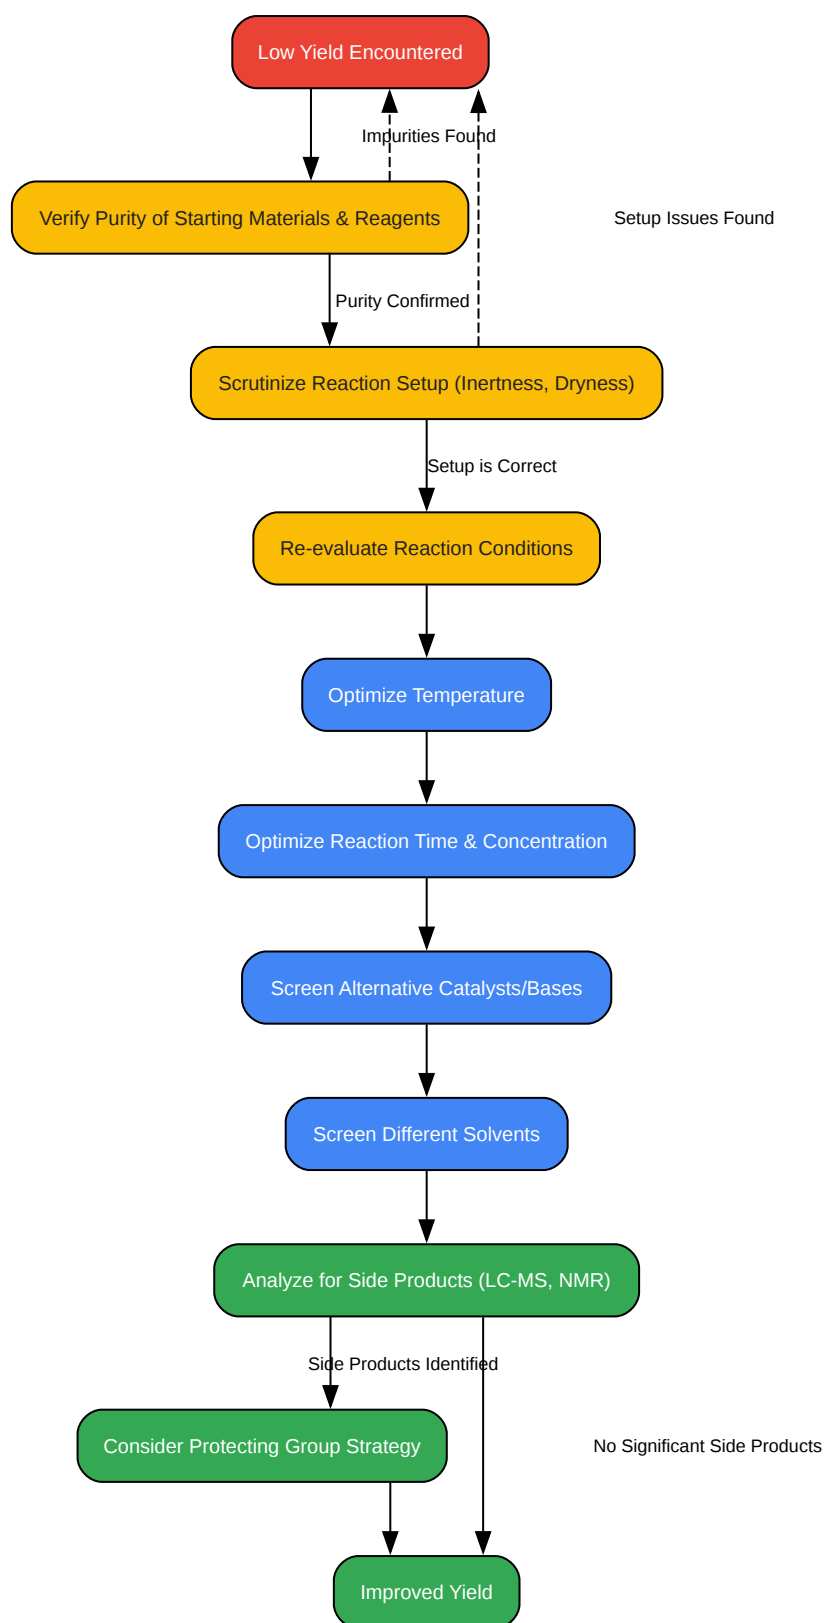 Low Yield Encountered
Impurities Found
Verify Purity of Starting Materials & Reagents
Setup Issues Found
Purity Confirmed
Scrutinize Reaction Setup (Inertness, Dryness)
Setup is Correct
Re-evaluate Reaction Conditions
Optimize Temperature
Optimize Reaction Time & Concentration
Screen Alternative Catalysts/Bases
Screen Different Solvents
Analyze for Side Products (LC-MS, NMR)
Side Products Identified
Consider Protecting Group Strategy
No Significant Side Products
Improved Yield